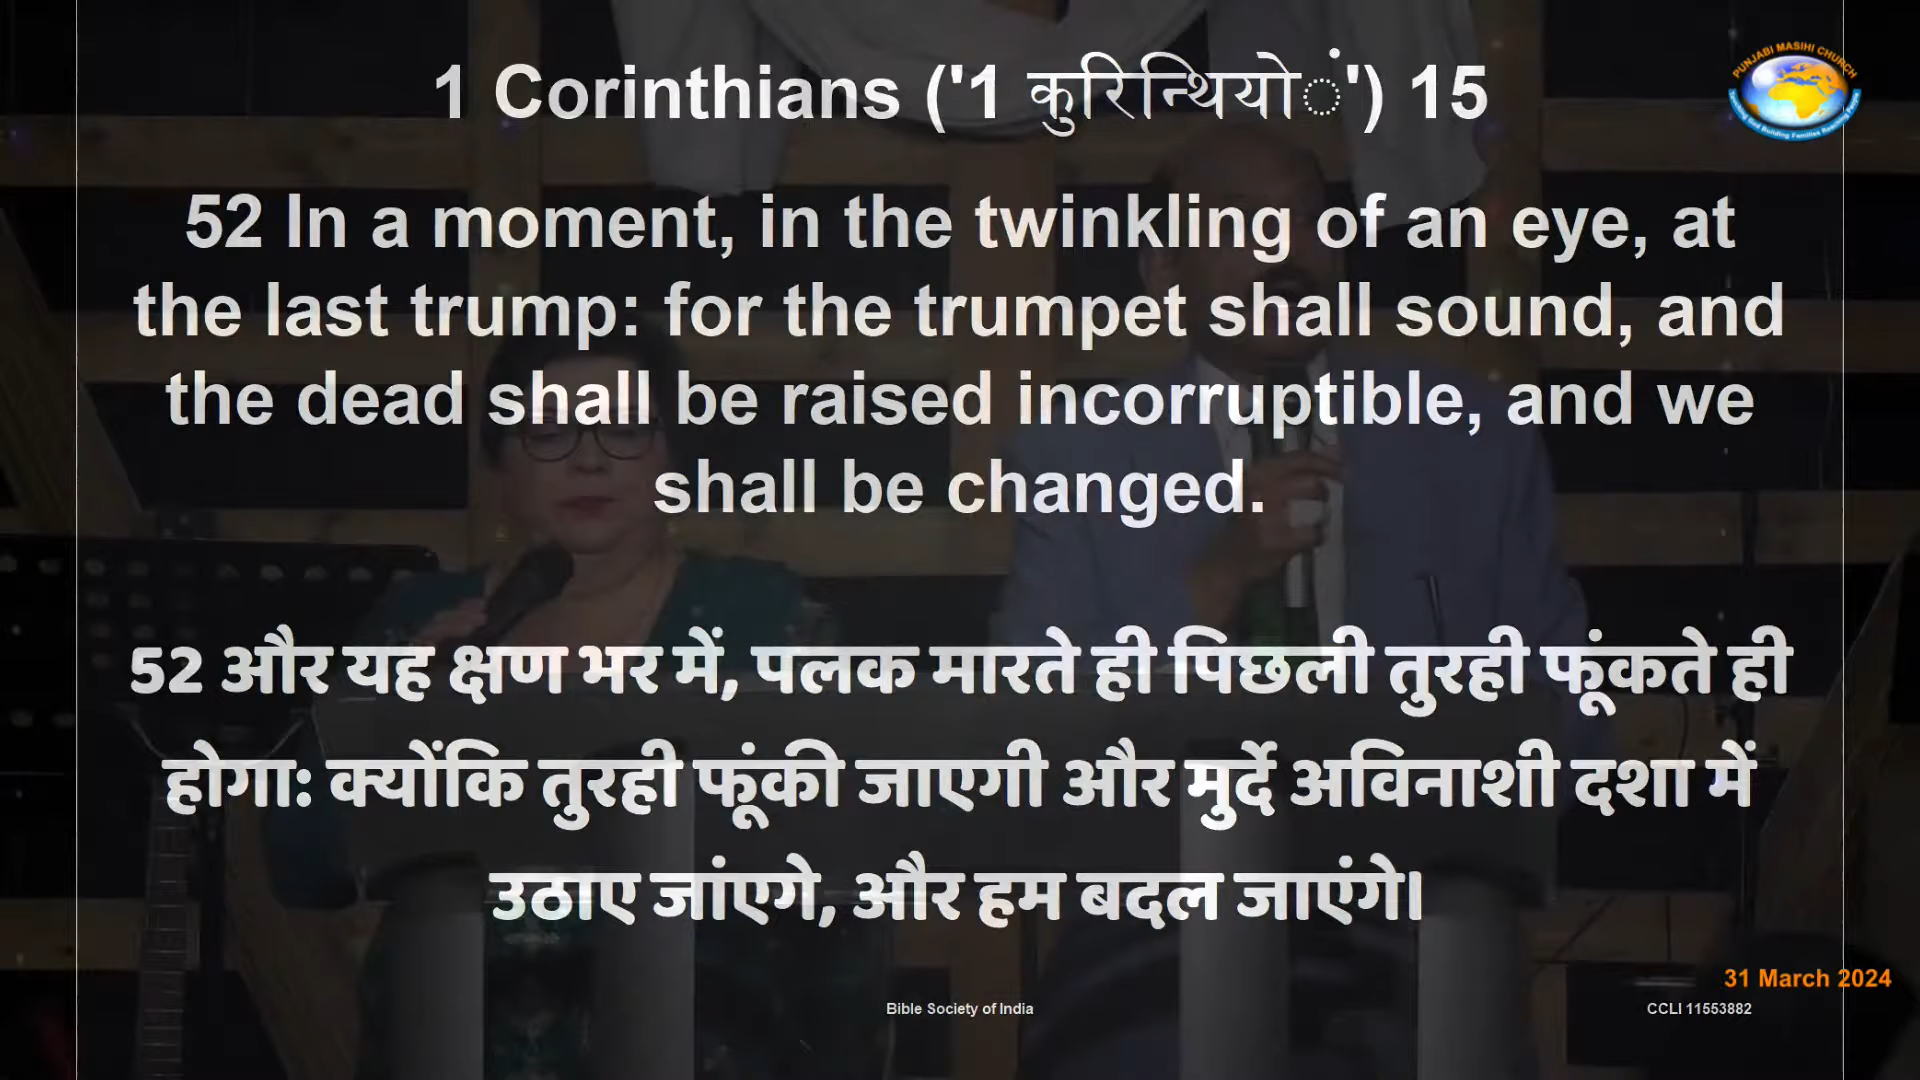 1 Corinthians ('1 कुरिन्थियों') 15
PUNJABI MASIHI CHURCH
52 In a moment, in the twinkling of an eye, at
the last trump: for the trumpet shall sound, and
the dead shall be raised incorruptible, and we
shall be changed.
52 और यह क्षण भर में, पलक मारते ही पिछली तुरही फूंकते ही
होगा: क्योंकि तुरही फूंकी जाएगी और मुर्दे अविनाशी दशा में
उठाए जांएगे, और हम बदल जाएंगे।
31 March 2024
Bible Society of India
CCLI 11553882